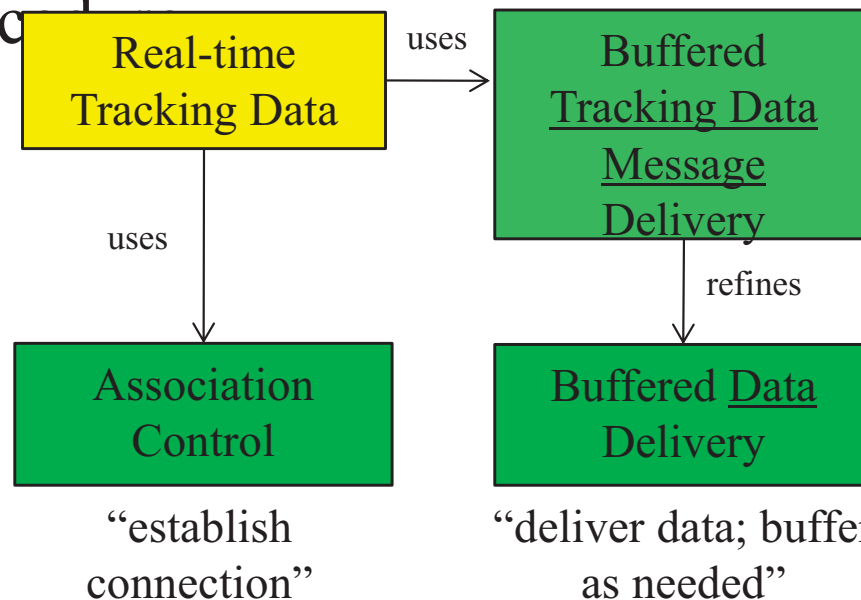 Real-time
Tracking Data
uses
Buffered
Tracking Data
Message
Delivery
uses
refines
Association
Control
Buffered Data
Delivery
“establish
connection”
“deliver data; buffer
as needed”